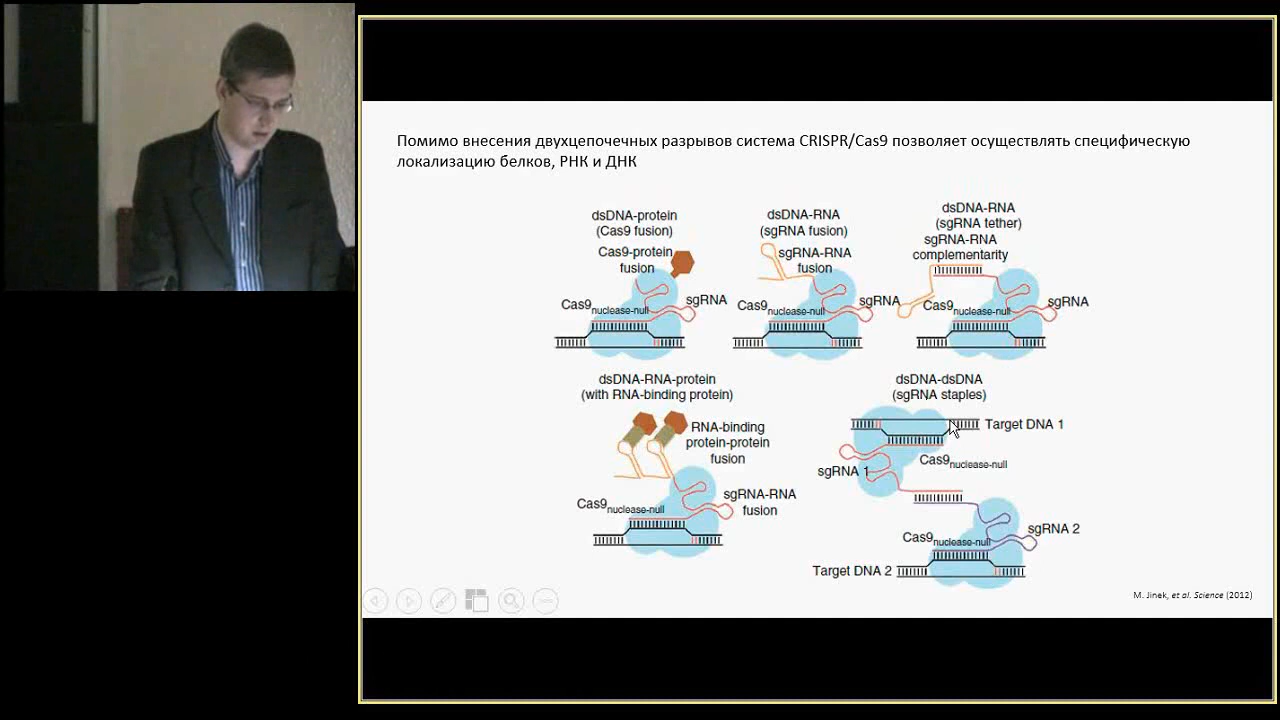 Помимо внесения двухцепочечных разрывов система CRISPR/Cas9 позволяет осуществлять специфическую
локализацию белков, РНК и ДНК
dsDNA-protein
(Cas9 fusion)
Cas9-protein
fusion
Cas9nuclease-null
sgRNA
dsDNA-RNA
(sgRNA fusion)
sgRNA-RNA
fusion
Cas9nuclease-null
sgRNA
dsDNA-RNA
(sgRNA tether)
sgRNA-RNA
complementarity
Cas9nuclease-null
sgRNA
dsDNA-RNA-protein
(with RNA-binding protein)
RNA-binding
protein-protein
fusion
Cas9nuclease-null
sgRNA-RNA
fusion
dsDNA-dsDNA
(sgRNA staples)
Target DNA 1
sgRNA 1
Cas9nuclease-null
sgRNA 2
Cas9nuclease-null
Target DNA 2
M. Jinek, et al. Science (2012)